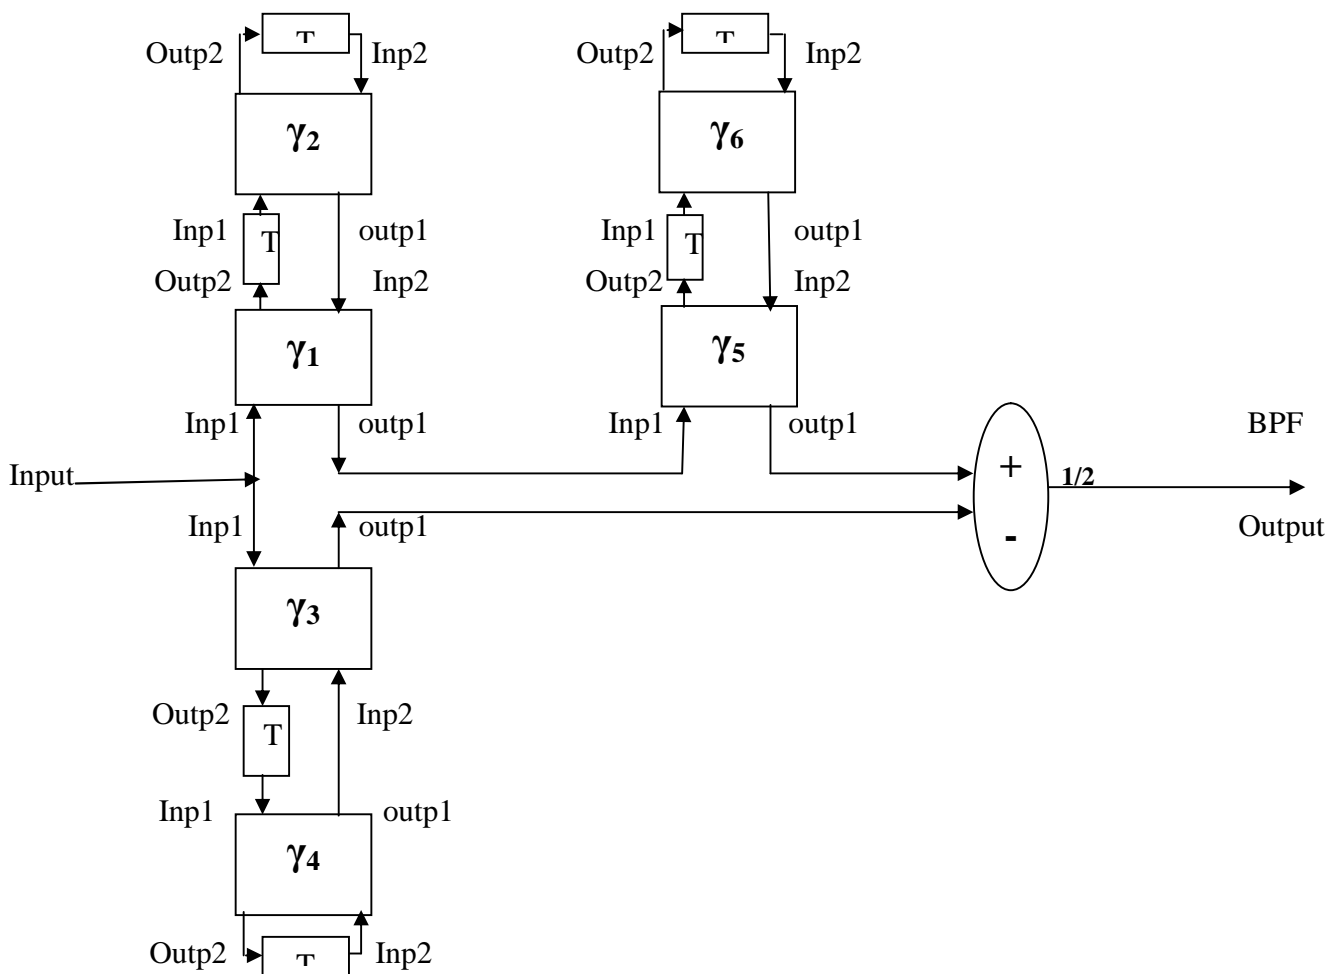 T T
Outp2 Inp2 Outp2 Inp2
γ2 γ6
Inp1 T outp1 Inp1 T outp1
Outp2 Inp2 Outp2 Inp2
γ1 γ5
Inp1 outp1 Inp1 outp1 BPF
Input + 1/2
Inp1 outp1 - Output
γ3
Outp2 T Inp2
Inp1 outp1
γ4
Outp2 T Inp2